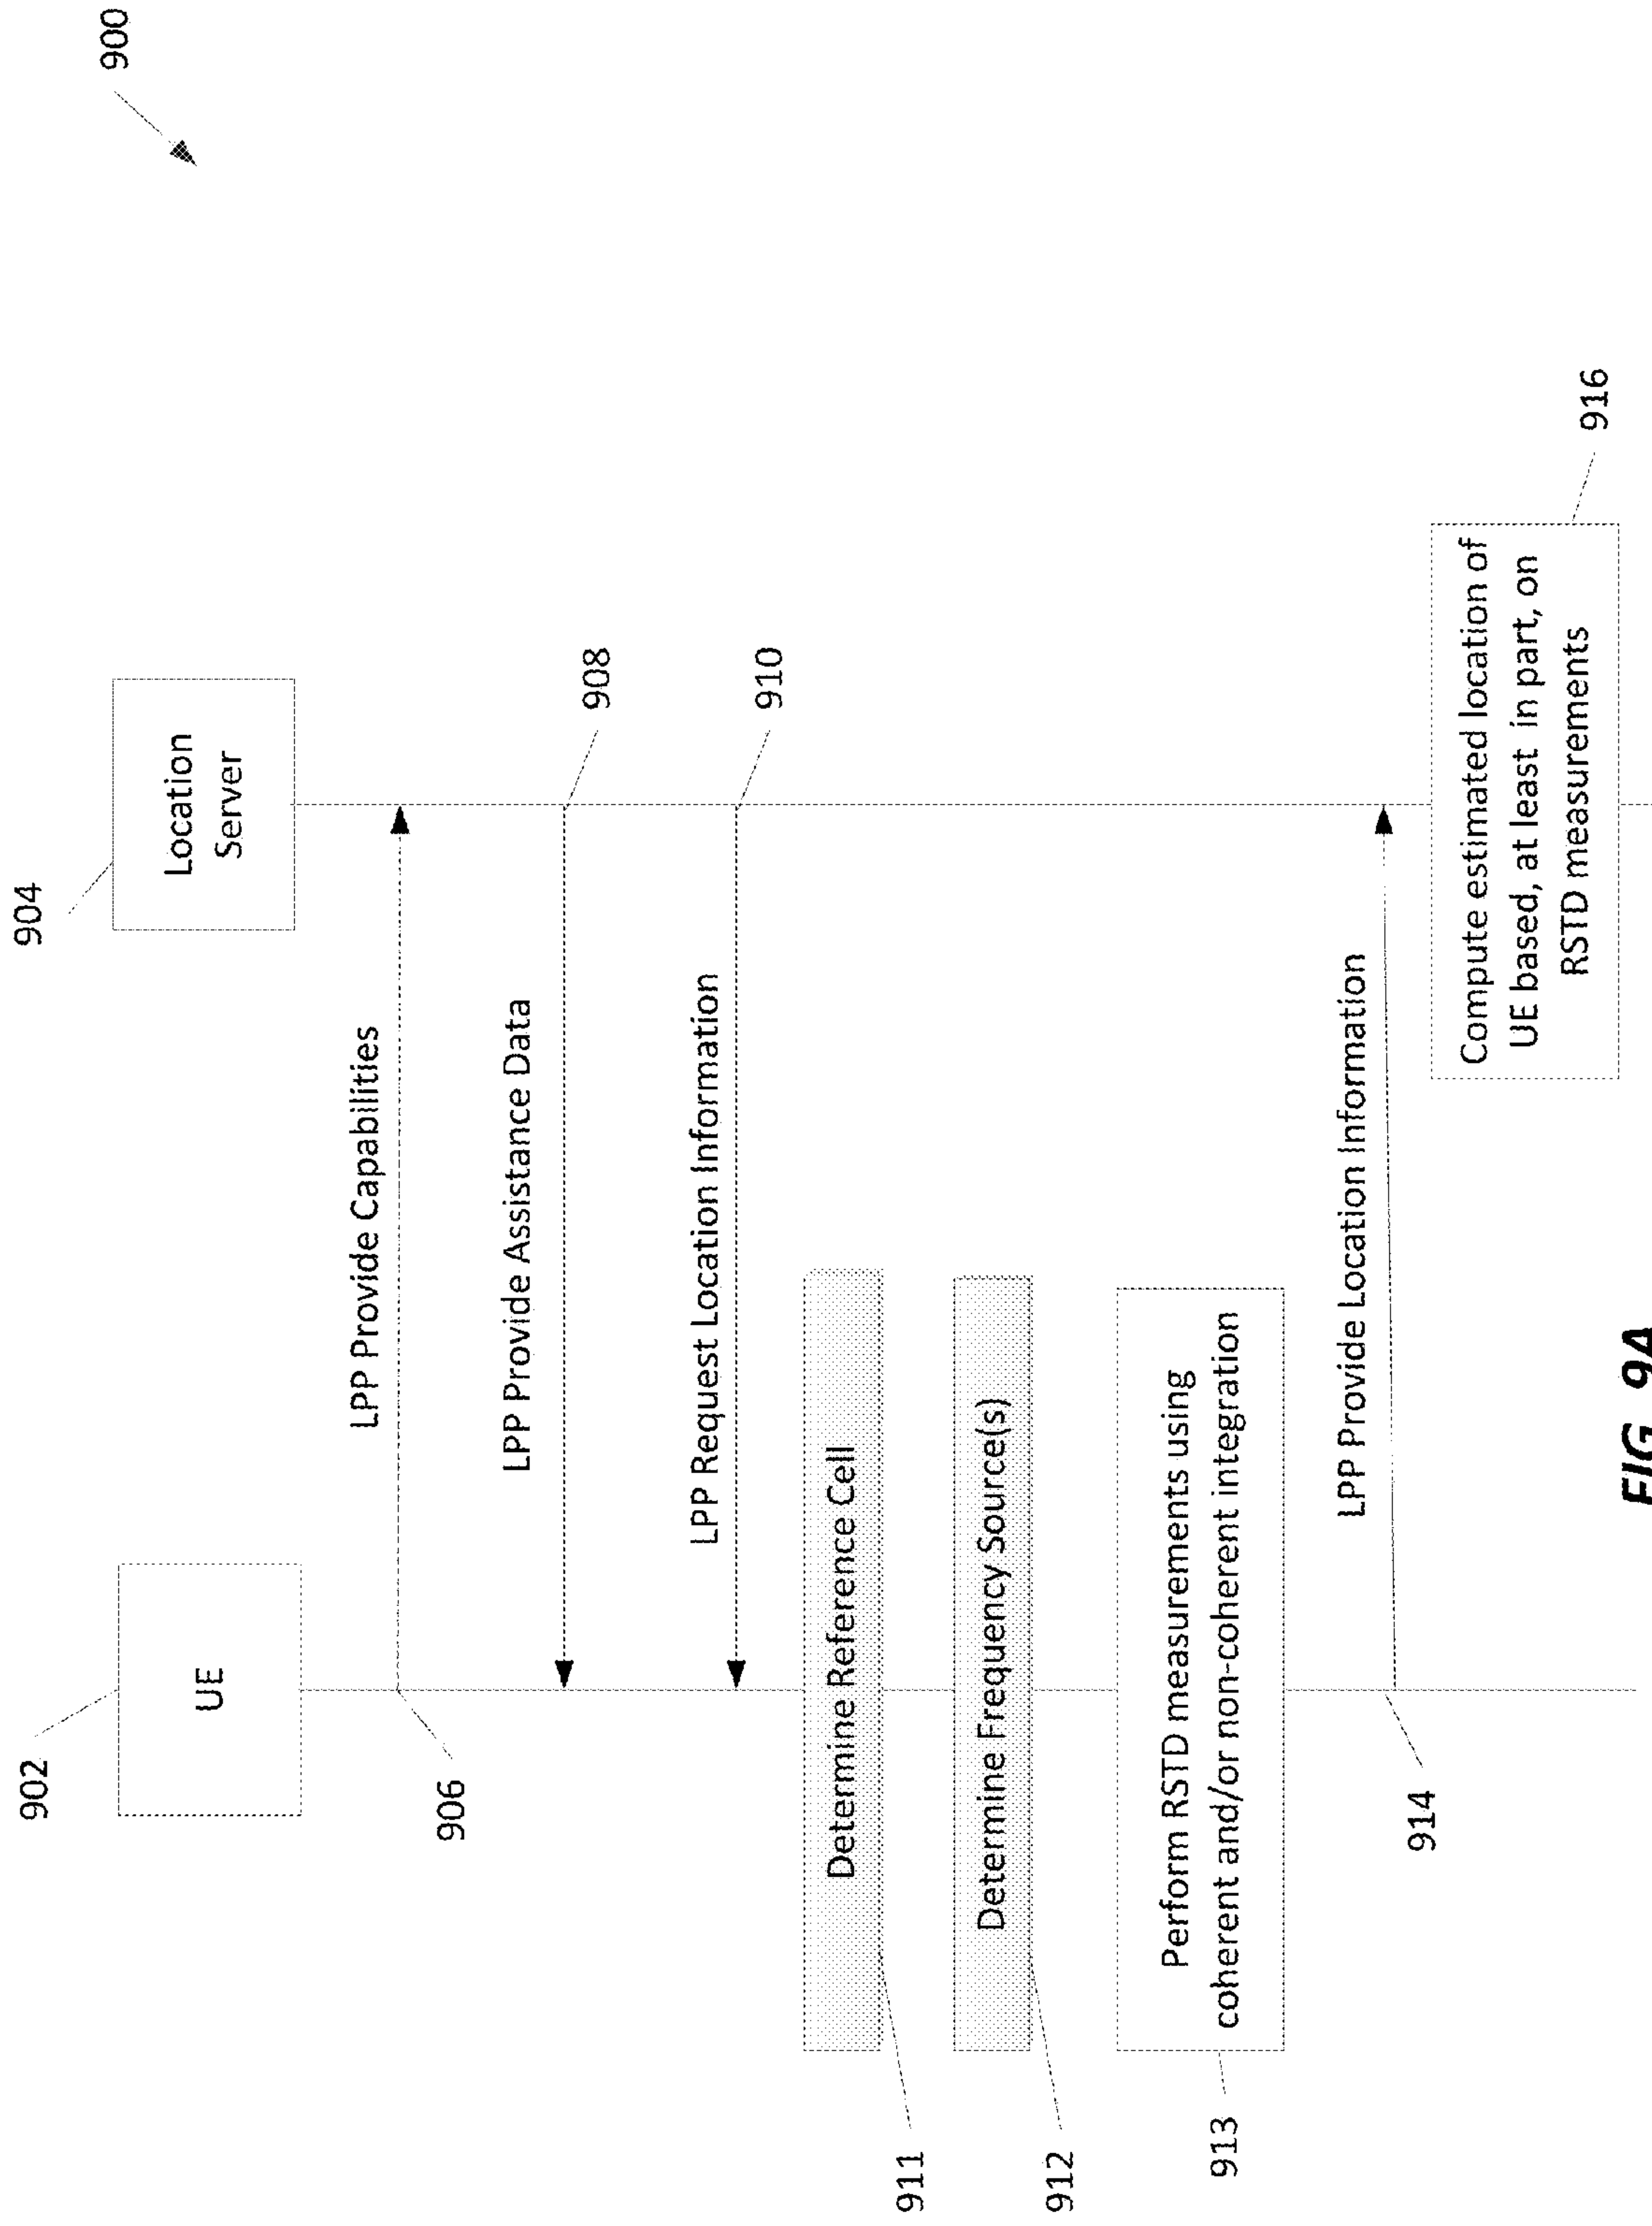 900
902
904
UE
Location
Server
LPP Provide Capabilities
906
LPP Provide Assistance Data
908
LPP Request Location Information
910
Determine Reference Cell
911
Determine Frequency Source(s)
912
Perform RSTD measurements using
coherent and/or non-coherent integration
913
LPP Provide Location Information
914
Compute estimated location of
UE based, at least in part, on
RSTD measurements
916
FIG. 9A